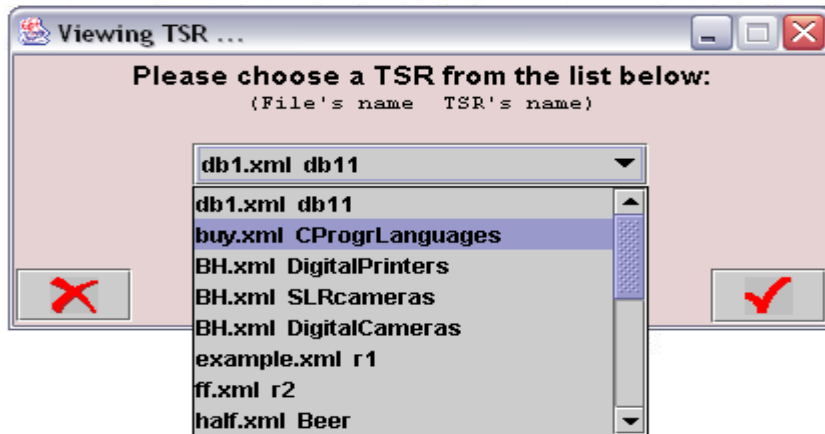 Viewing TSR ...
Please choose a TSR from the list below:
(File's name TSR's name)
db1.xml db11
db1.xml db11
buy.xml CProgrLanguages
BH.xml DigitalPrinters
BH.xml SLRcameras
BH.xml DigitalCameras
example.xml r1
ff.xml r2
half.xml Beer